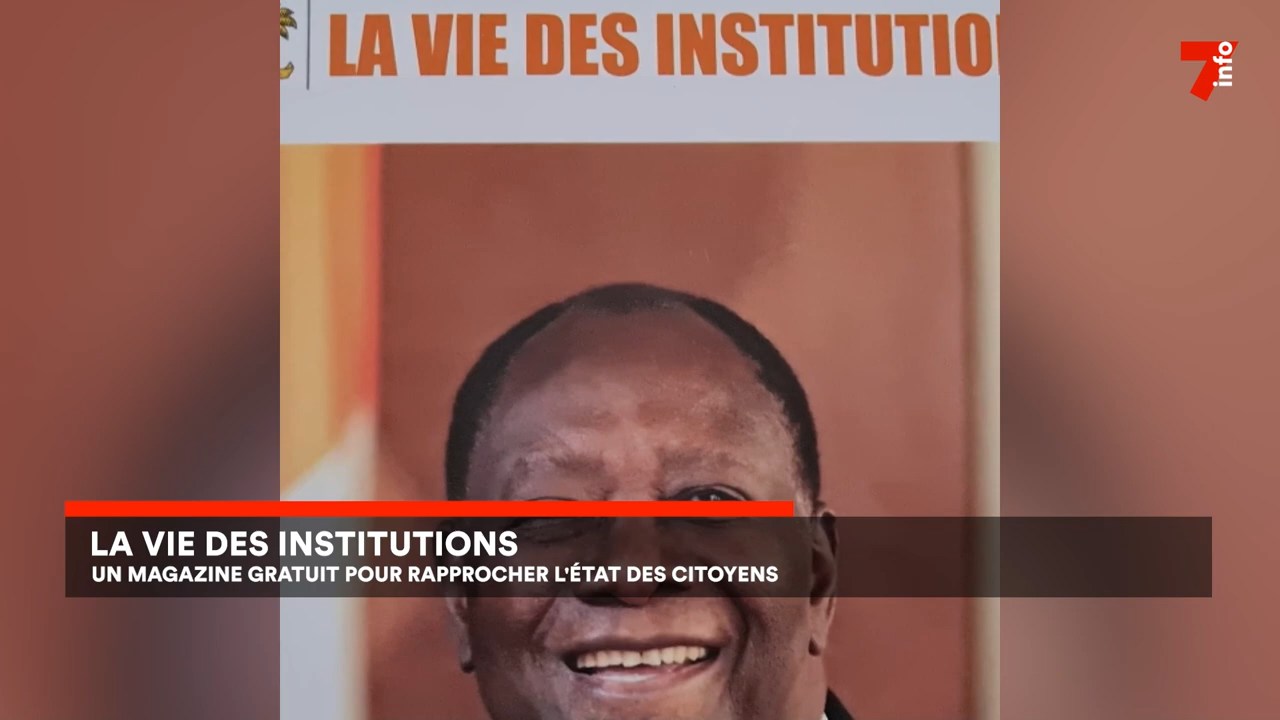 LA VIE DES INSTITUTIO
7info
LA VIE DES INSTITUTIONS
UN MAGAZINE GRATUIT POUR RAPPROCHER L'ÉTAT DES CITOYENS